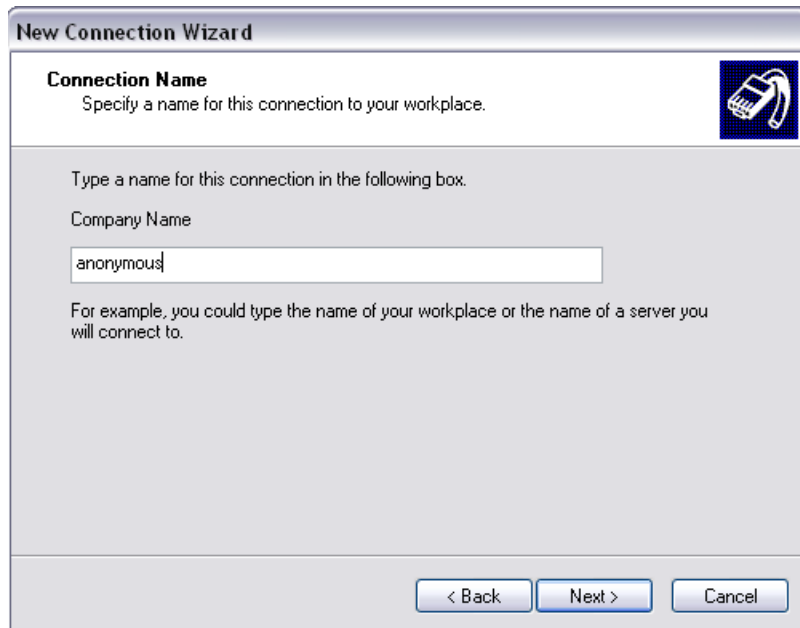 New Connection Wizard
Connection Name
Specify a name for this connection to your workplace.
Type a name for this connection in the following box.
Company Name
anonymous
For example, you could type the name of your workplace or the name of a server you
will connect to.
< Back Next > Cancel